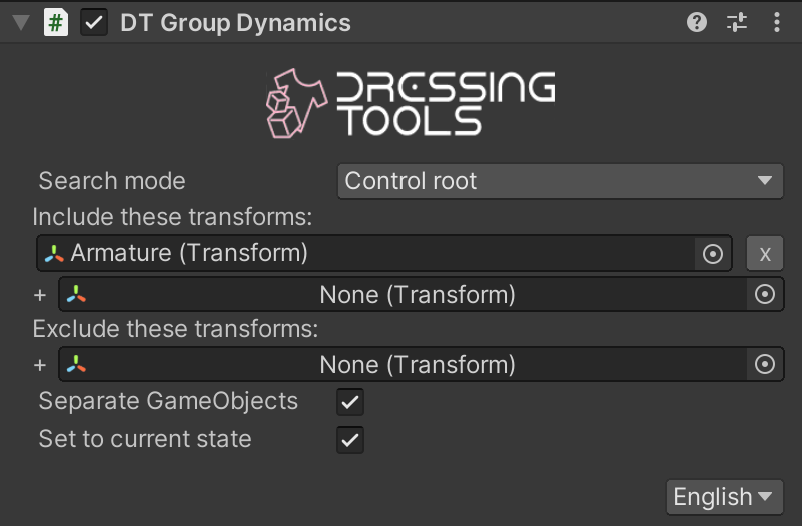 DT Group Dynamics
DRESSING
TOOLS
Search mode
Control root
Include these transforms:
Armature (Transform)
x
+
None (Transform)
Exclude these transforms:
+
None (Transform)
Separate GameObjects
Set to current state
English